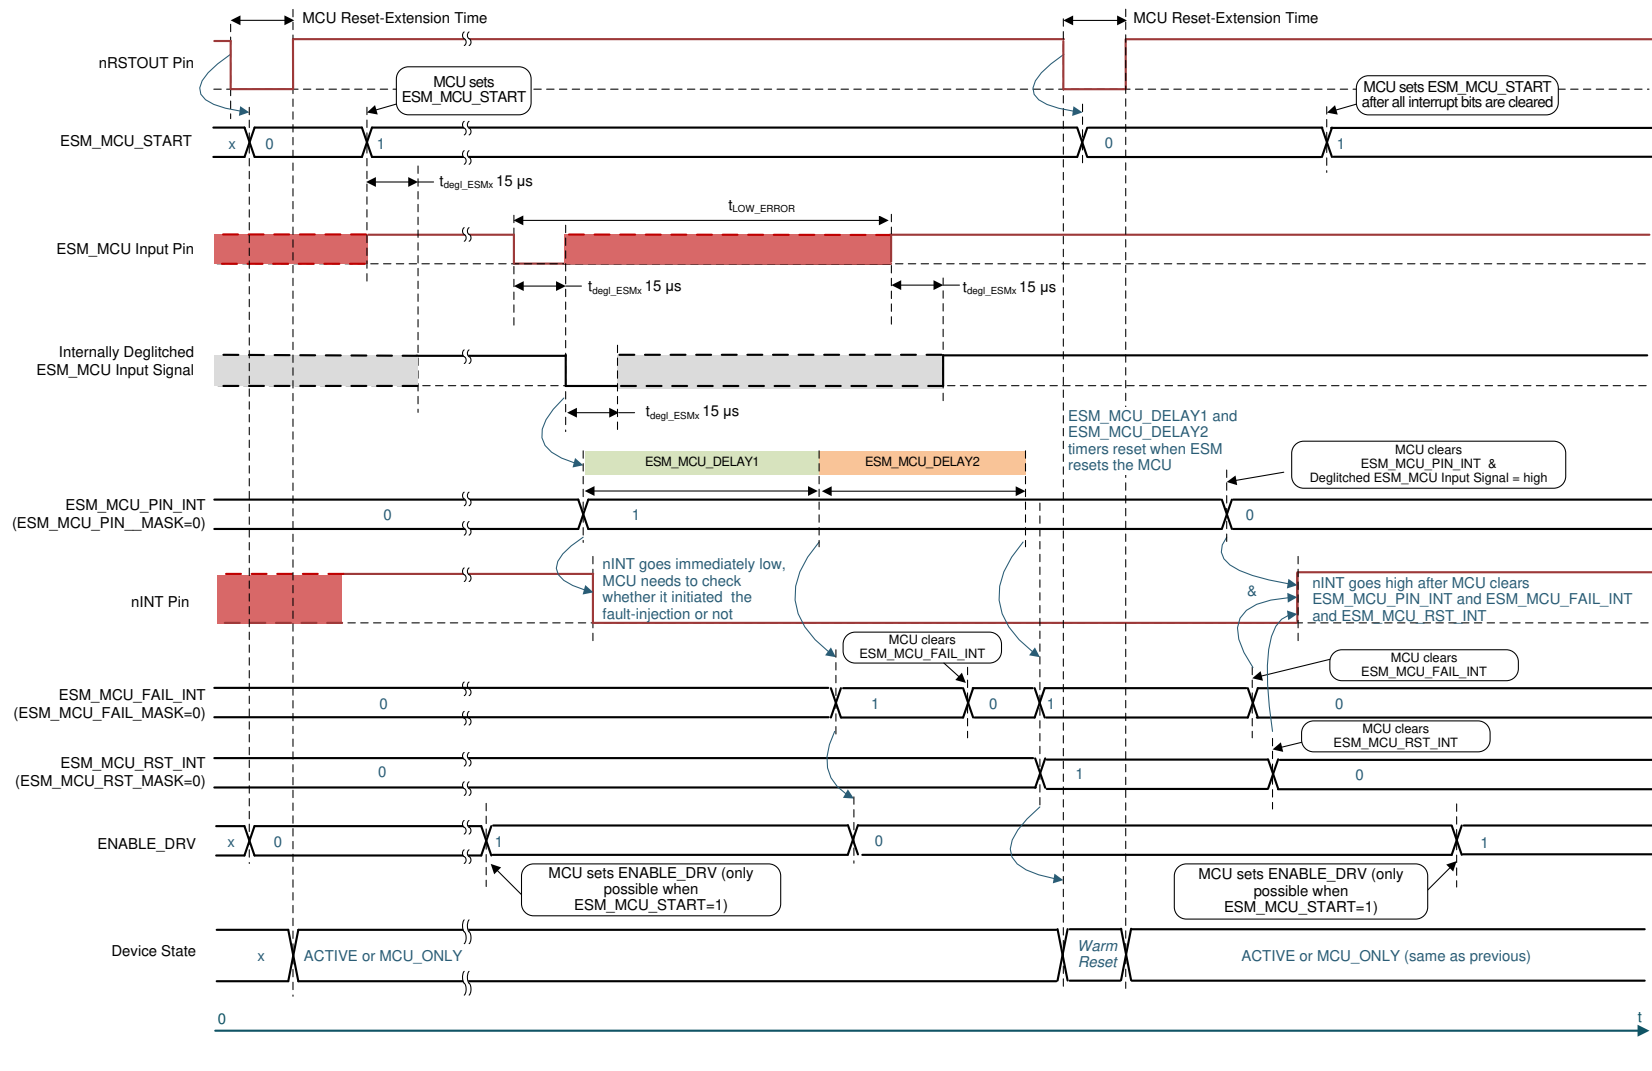 MCU Reset-Extension Time
MCU Reset-Extension Time
nRSTOUT Pin
MCU sets
ESM_MCU_START
MCU sets ESM_MCU_START
after all interrupt bits are cleared
ESM_MCU_START
x
0
1
0
1
tdegl_ESMx 15 µs
tLOW_ERROR
ESM_MCU Input Pin
tdegl_ESMx 15 µs
tdegl_ESMx 15 µs
Internally Deglitched
ESM_MCU Input Signal
tdegl_ESMx 15 µs
ESM_MCU_DELAY1 and
ESM_MCU_DELAY2
timers reset when ESM
resets the MCU
ESM_MCU_DELAY1
ESM_MCU_DELAY2
MCU clears
ESM_MCU_PIN_INT &
Deglitched ESM_MCU Input Signal = high
ESM_MCU_PIN_INT
(ESM_MCU_PIN__MASK=0)
0
1
0
nINT Pin
nINT goes immediately low,
MCU needs to check
whether it initiated the
fault-injection or not
&
nINT goes high after MCU clears
ESM_MCU_PIN_INT and ESM_MCU_FAIL_INT
and ESM_MCU_RST_INT
MCU clears
ESM_MCU_FAIL_INT
MCU clears
ESM_MCU_FAIL_INT
ESM_MCU_FAIL_INT
(ESM_MCU_FAIL_MASK=0)
0
1
0
1
0
MCU clears
ESM_MCU_RST_INT
ESM_MCU_RST_INT
(ESM_MCU_RST_MASK=0)
0
1
0
ENABLE_DRV
x
0
1
0
1
MCU sets ENABLE_DRV (only
possible when
ESM_MCU_START=1)
MCU sets ENABLE_DRV (only
possible when
ESM_MCU_START=1)
Device State
x
ACTIVE or MCU_ONLY
Warm
Reset
ACTIVE or MCU_ONLY (same as previous)
0
t